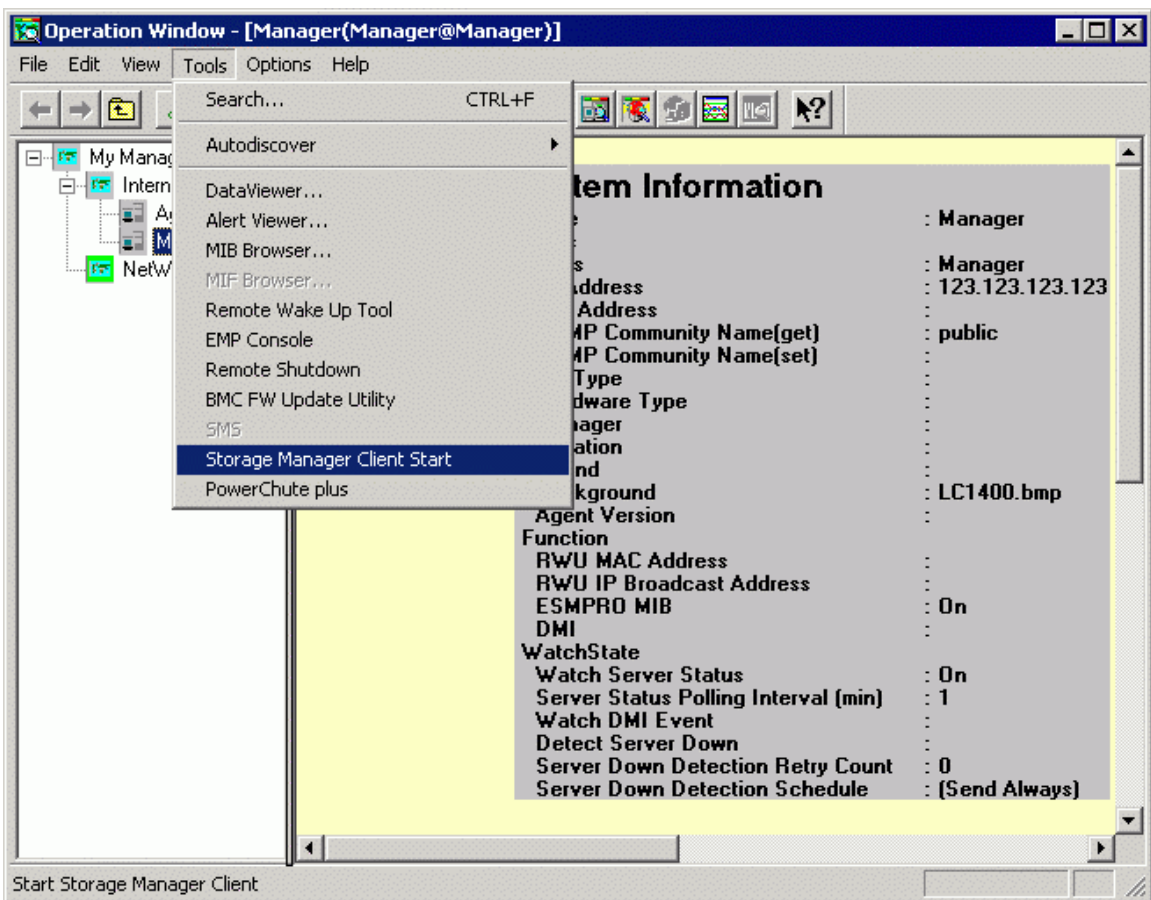 Operation Window - [Manager(Manager@Manager)]
File Edit View Tools Options Help
Search... CTRL+F
Autodiscover
DataViewer...
Alert Viewer...
MIB Browser...
MIF Browser...
Remote Wake Up Tool
EMP Console
Remote Shutdown
BMC FW Update Utility
SMS
Storage Manager Client Start
PowerChute plus
My Manag
Intern
A
M
NetW
tem Information
: Manager
:
s : Manager
Address : 123.123.123.123
Address :
MP Community Name(get) : public
MP Community Name(set) :
Type :
dware Type :
nager :
ation :
nd :
kground : LC1400.bmp
Agent Version :
Function
RWU MAC Address :
RWU IP Broadcast Address :
ESMPRO MIB : On
DMI :
WatchState
Watch Server Status : On
Server Status Polling Interval (min) : 1
Watch DMI Event :
Detect Server Down :
Server Down Detection Retry Count : 0
Server Down Detection Schedule : (Send Always)
Start Storage Manager Client